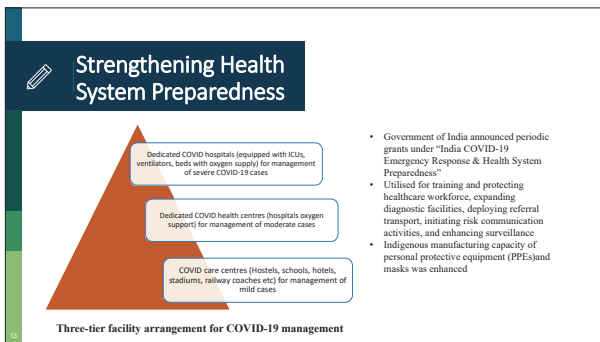 Strengthening Health
System Preparedness
Dedicated COVID hospitals (equipped with ICUs,
ventilators, beds with oxygen supply) for management
of severe COVID-19 cases
Dedicated COVID health centres (hospitals oxygen
support) for management of moderate cases
COVID care centres (Hostels, schools, hotels,
stadiums, railway coaches etc) for management of
mild cases
Three-tier facility arrangement for COVID-19 management
• Government of India announced periodic
grants under “India COVID-19
Emergency Response & Health System
Preparedness”
• Utilised for training and protecting
healthcare workforce, expanding
diagnostic facilities, deploying referral
transport, initiating risk communication
activities, and enhancing surveillance
• Indigenous manufacturing capacity of
personal protective equipment (PPEs)and
masks was enhanced
13